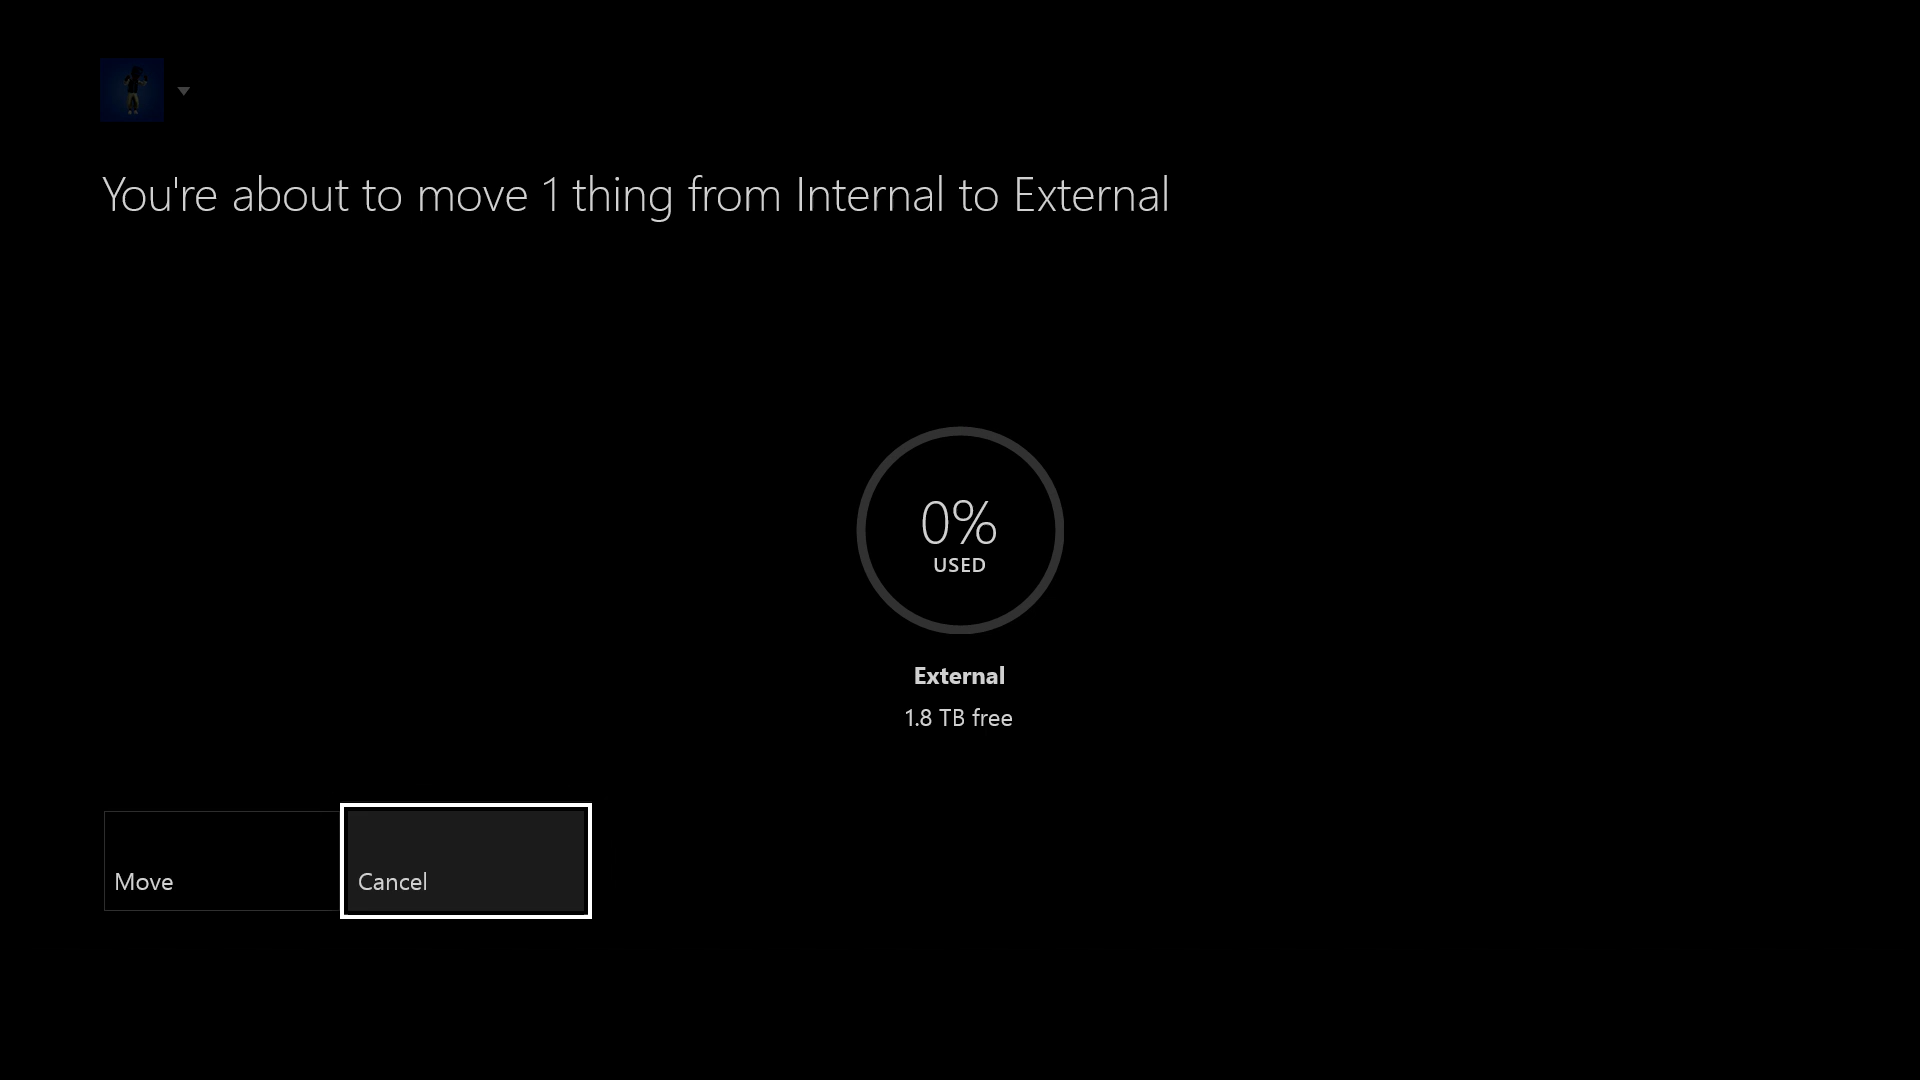 You're about to move 1 thing from Internal to External
0%
USED
External
1.8 TB free
Move
Cancel